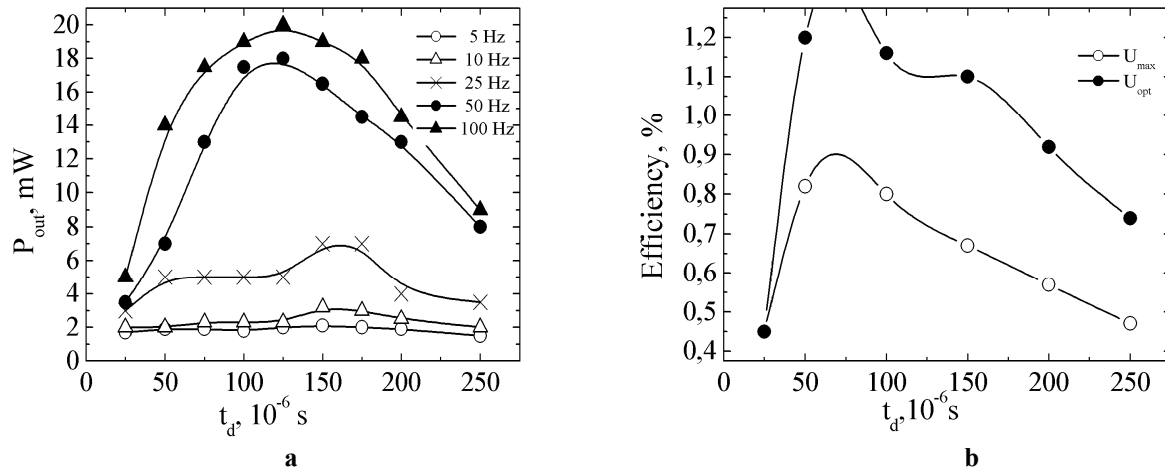 P_out, mW
20
18
16
14
12
10
8
6
4
2
0
5 Hz
10 Hz
25 Hz
50 Hz
100 Hz
0 50 100 150 200 250
t_d, 10^-6 s
a
Efficiency, %
1,2
1,1
1,0
0,9
0,8
0,7
0,6
0,5
0,4
U_max
U_opt
0 50 100 150 200 250
t_d,10^-6 s
b